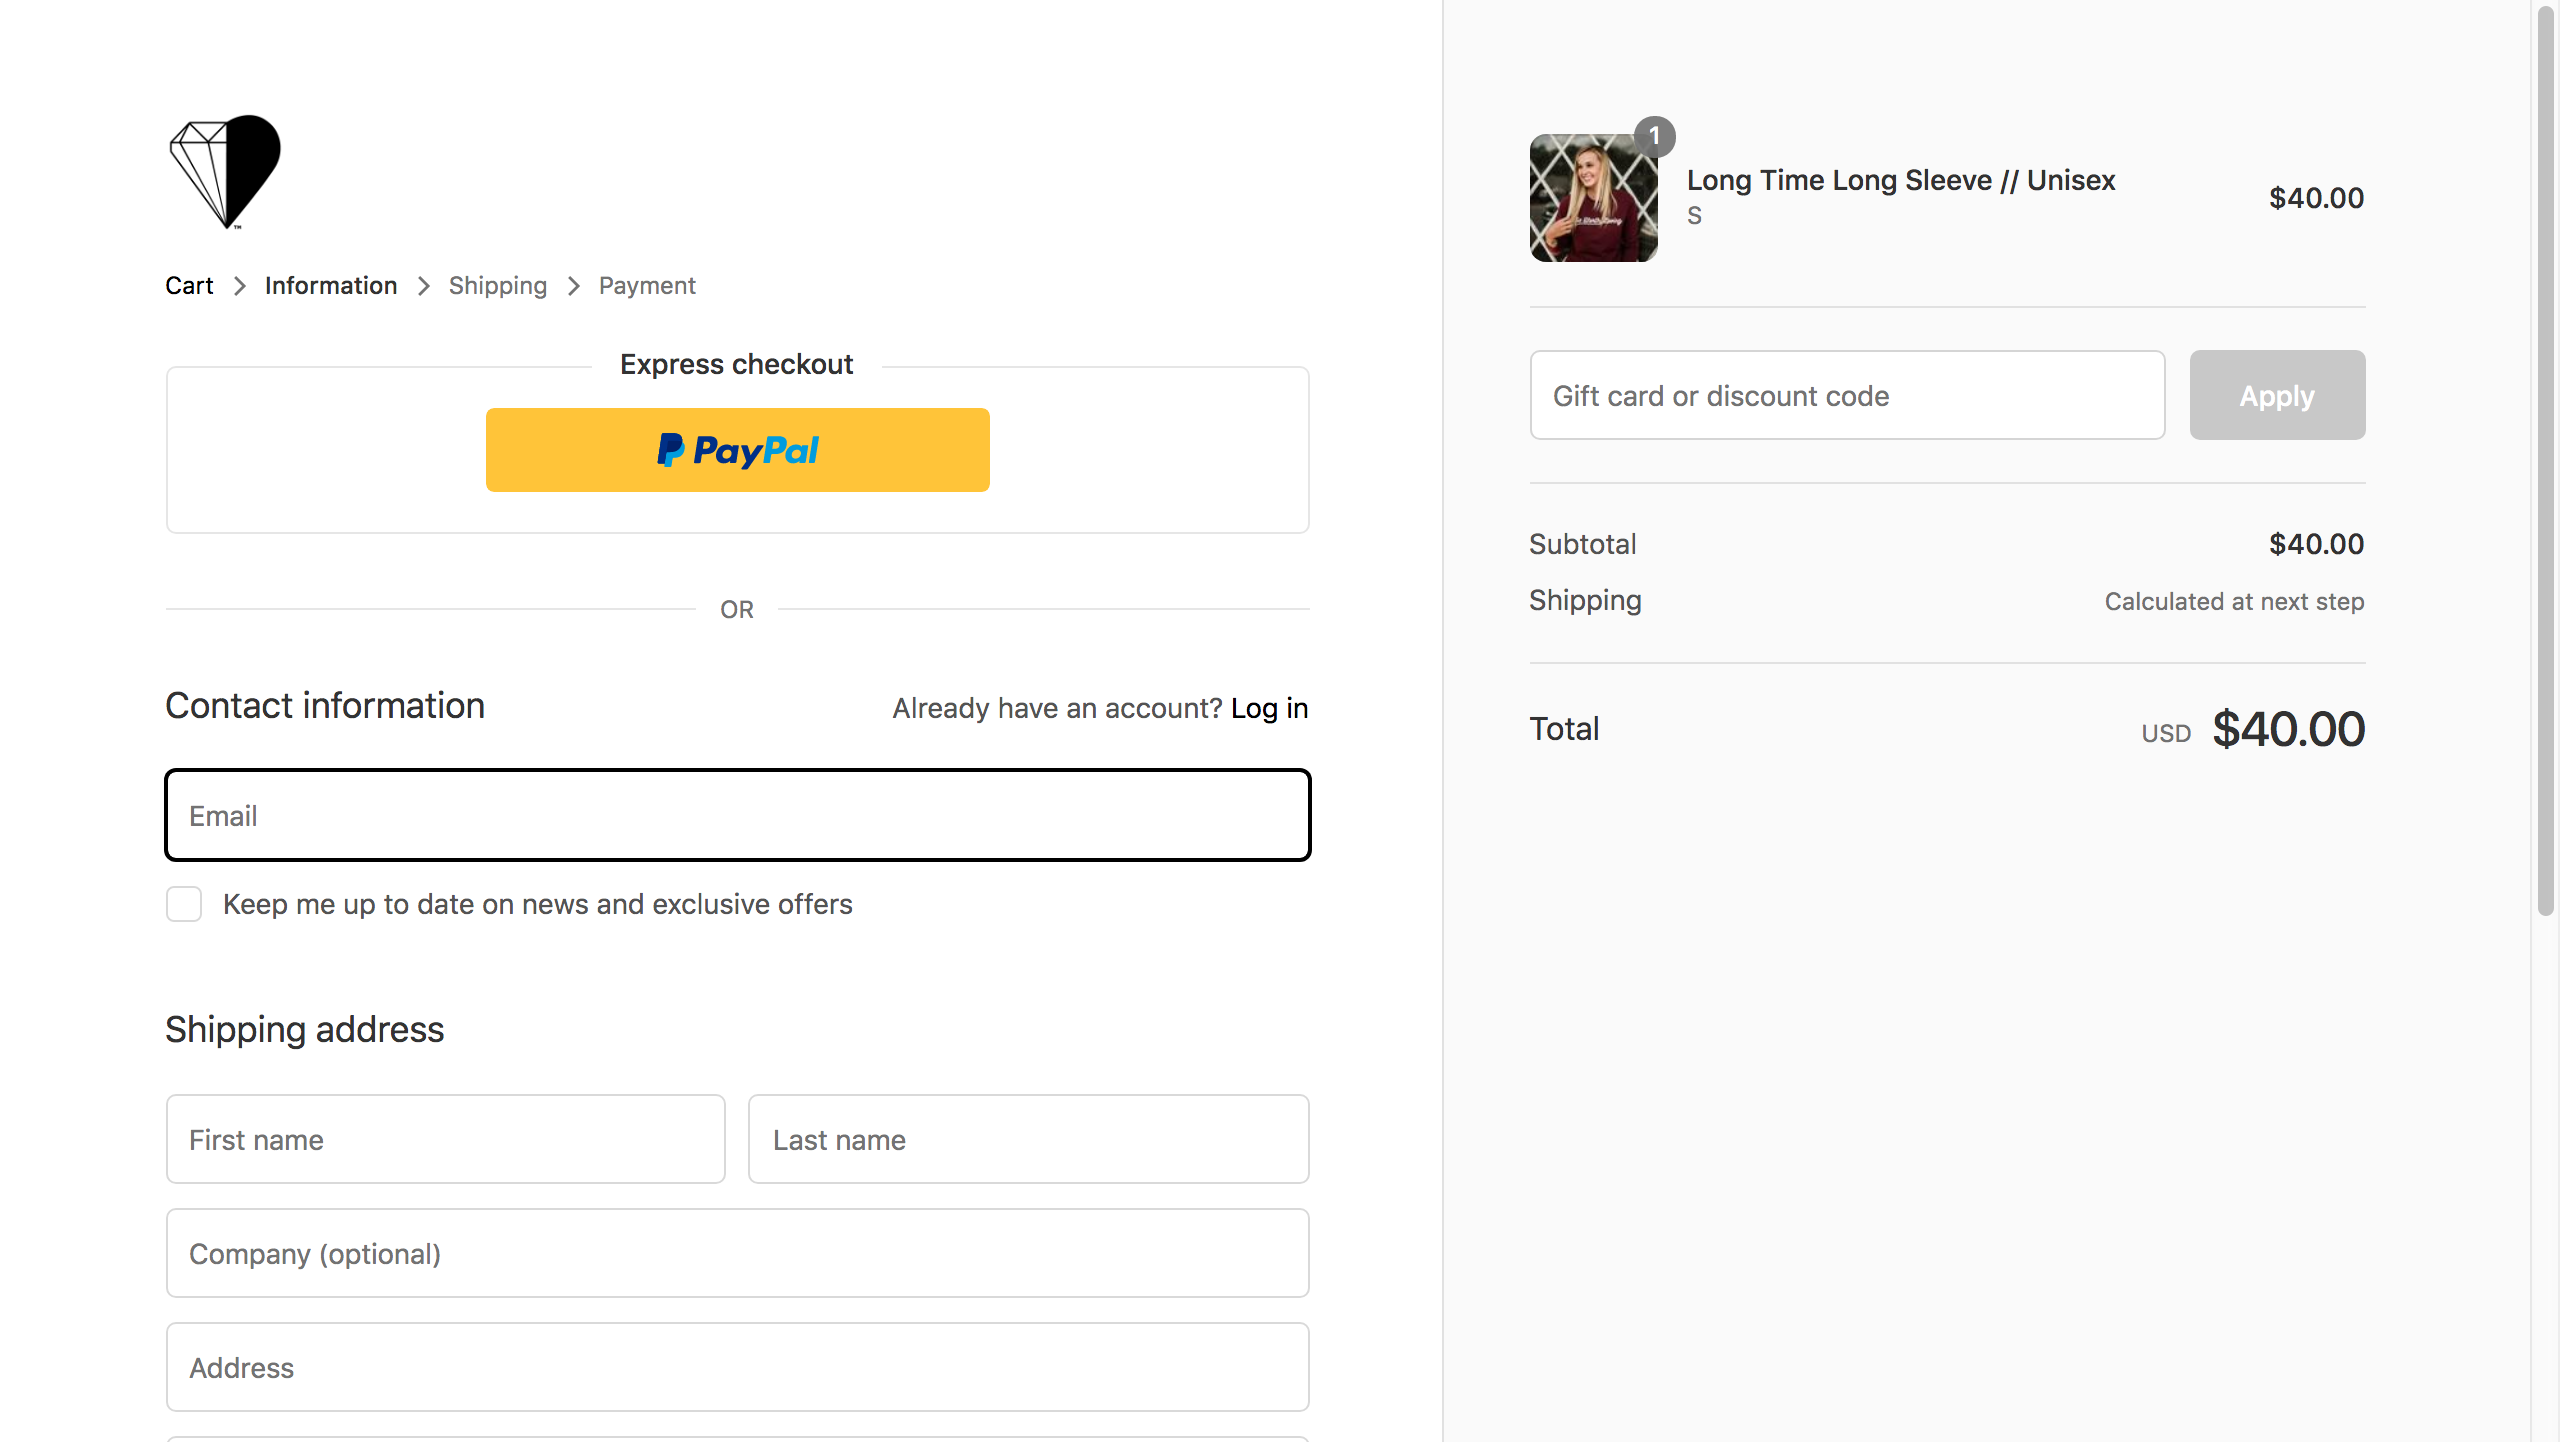 TM
Cart > Information > Shipping > Payment
Express checkout
PayPal
OR
Contact information
Already have an account? Log in
Email
Keep me up to date on news and exclusive offers
Shipping address
First name
Last name
Company (optional)
Address
1
Long Time Long Sleeve // Unisex
S
$40.00
Gift card or discount code
Apply
Subtotal
$40.00
Shipping
Calculated at next step
Total
USD $40.00